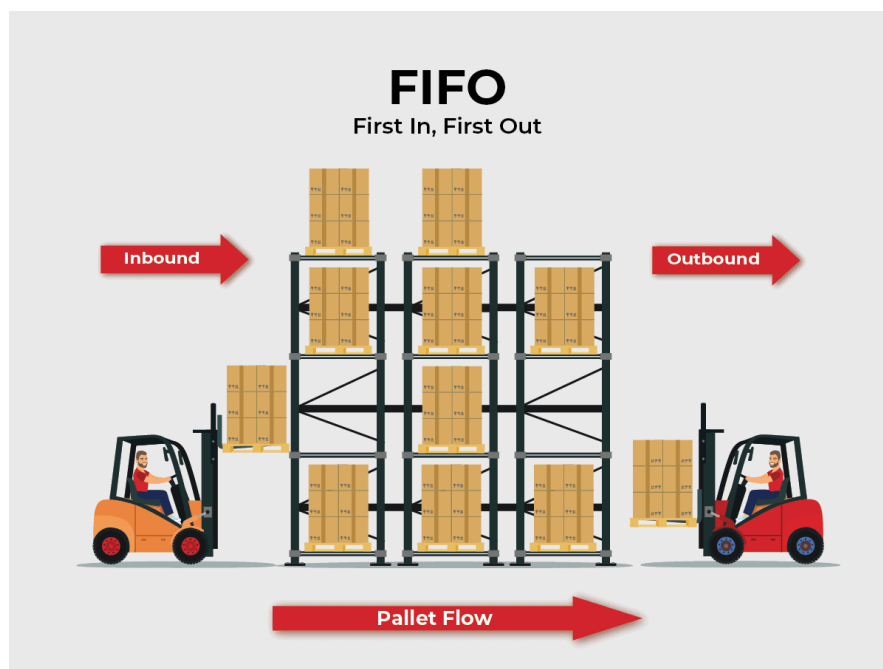 FIFO
First In, First Out
Inbound
Outbound
Pallet Flow